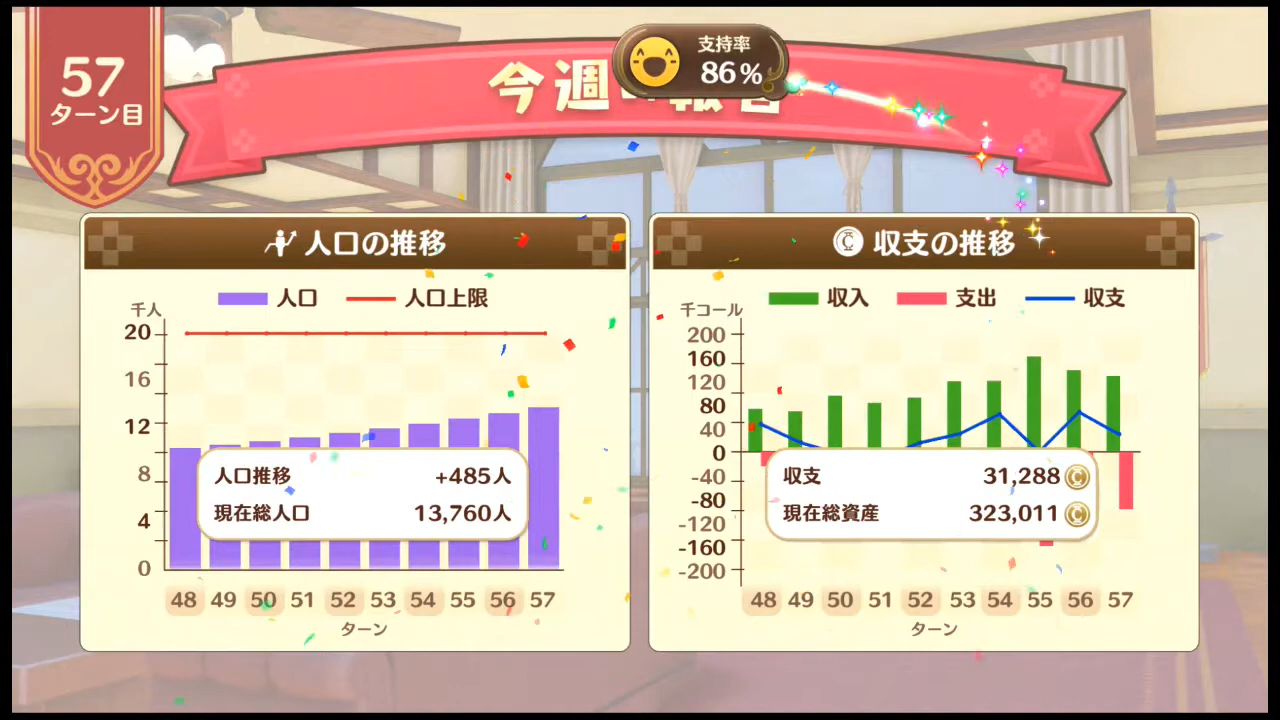 57
ターン目
支持率
86%
今週
人口の推移
人口
人口上限
千人
20
16
12
8
4
0
人口推移
+485人
現在総人口
13,760人
48 49 50 51 52 53 54 55 56 57
ターン
収支の推移
収入
支出
収支
千コール
200
160
120
80
40
0
-40
-80
-120
-160
-200
収支
31,288
現在総資産
323,011
48 49 50 51 52 53 54 55 56 57
ターン